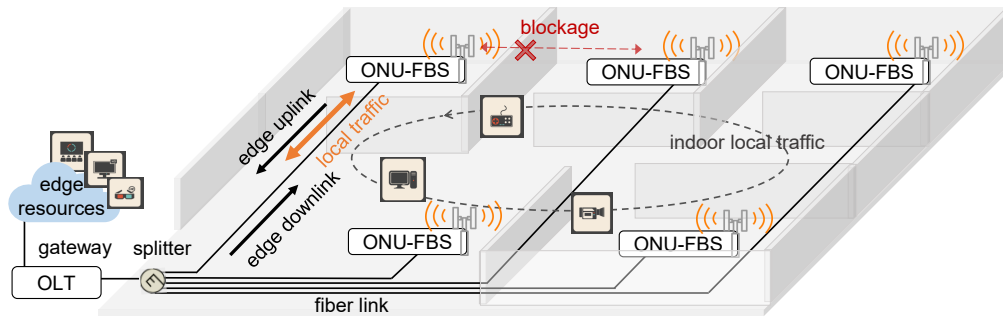 blockage
ONU-FBS
ONU-FBS
ONU-FBS
edge uplink
local traffic
indoor local traffic
edge
resources
edge downlink
ONU-FBS
ONU-FBS
gateway
splitter
OLT
fiber link